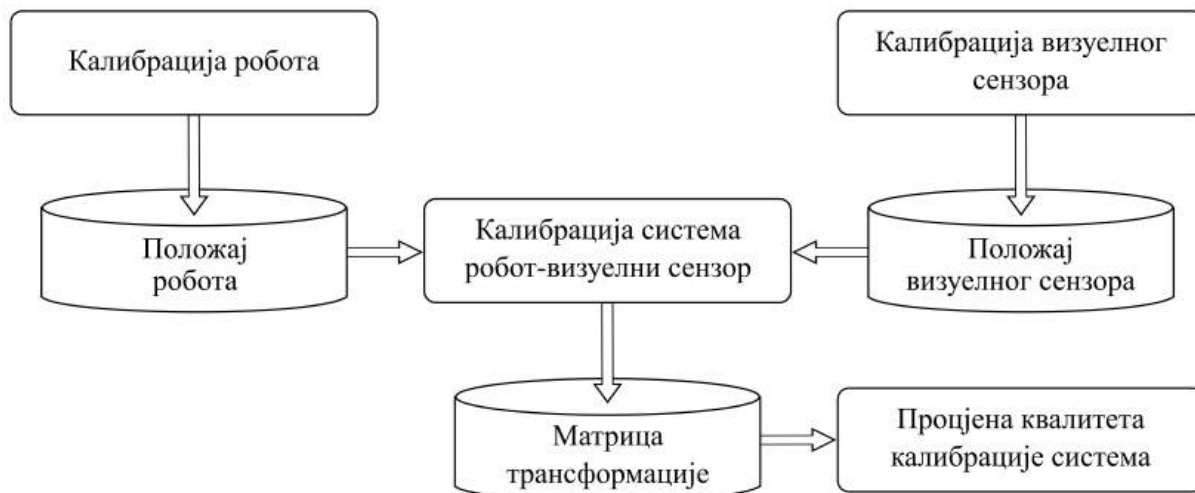 Калибрација робота
Калибрација визуелног
сензора
Положај
робота
Калибрација система
робот-визуелни сензор
Положај
визуелног сензора
Матрица
трансформације
Процјена квалитета
калибрације система